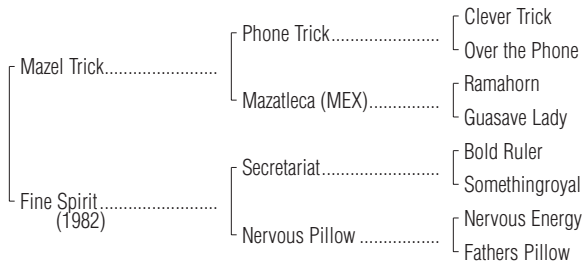 Clever Trick
Phone Trick
Over the Phone
Mazel Trick
Ramahorn
Mazatleca (MEX)
Guasave Lady
Bold Ruler
Secretariat
Somethingroyal
Fine Spirit
(1982)
Nervous Energy
Nervous Pillow
Fathers Pillow